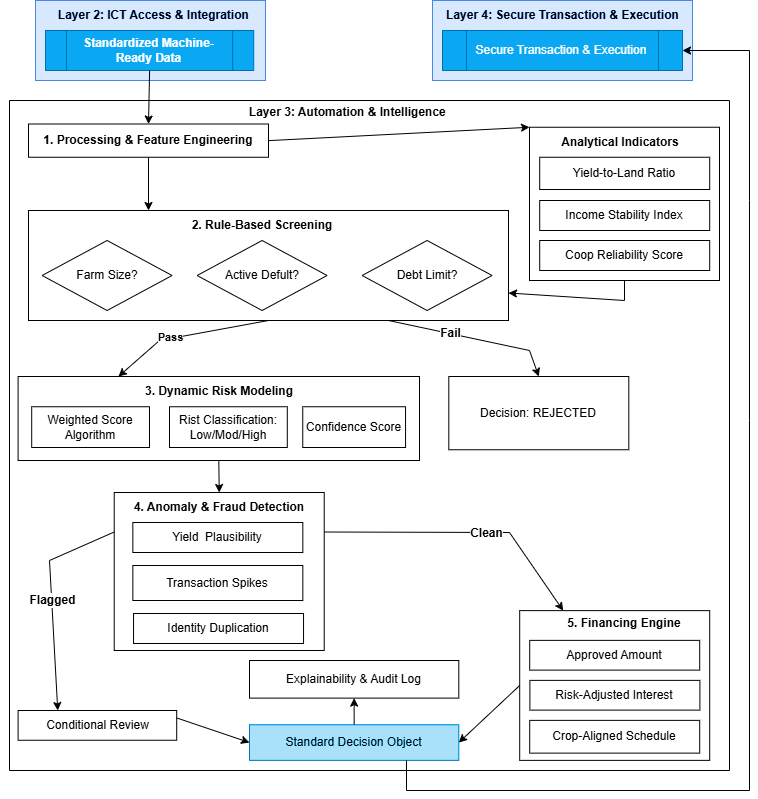 Layer 2: ICT Access & Integration
Standardized Machine-
Ready Data
Layer 4: Secure Transaction & Execution
Secure Transaction & Execution
Layer 3: Automation & Intelligence
1. Processing & Feature Engineering
Analytical Indicators
Yield-to-Land Ratio
Income Stability Index
Coop Reliability Score
2. Rule-Based Screening
Farm Size?
Active Defult?
Debt Limit?
Pass
Fail
3. Dynamic Risk Modeling
Weighted Score
Algorithm
Rist Classification:
Low/Mod/High
Confidence Score
Decision: REJECTED
4. Anomaly & Fraud Detection
Yield  Plausibility
Transaction Spikes
Identity Duplication
Clean
Flagged
5. Financing Engine
Approved Amount
Risk-Adjusted Interest
Crop-Aligned Schedule
Explainability & Audit Log
Conditional Review
Standard Decision Object